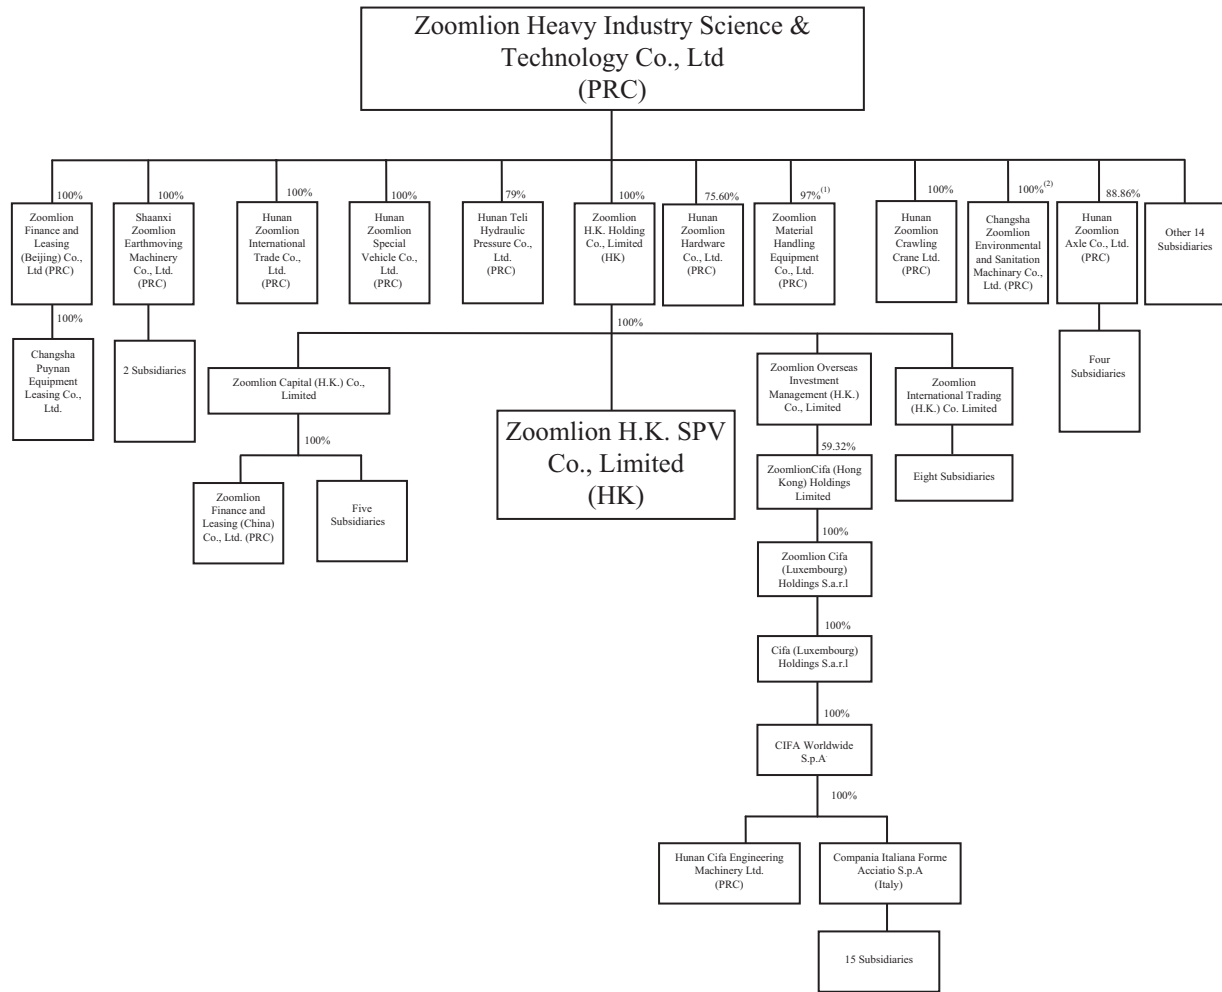 Zoomlion Heavy Industry Science &
Technology Co., Ltd
(PRC)
100%
100%
100%
100%
79%
100%
75.60%
97%(1)
100%
100%(2)
88.86%
Zoomlion
Finance and
Leasing
(Beijing) Co.,
Ltd (PRC)
Shaanxi
Zoomlion
Earthmoving
Machinery
Co., Ltd.
(PRC)
Hunan
Zoomlion
International
Trade Co.,
Ltd.
(PRC)
Hunan
Zoomlion
Special
Vehicle Co.,
Ltd.
(PRC)
Hunan Teli
Hydraulic
Pressure Co.,
Ltd.
(PRC)
Zoomlion
H.K. Holding
Co., Limited
(HK)
Hunan
Zoomlion
Hardware
Co., Ltd.
(PRC)
Zoomlion
Material
Handling
Equipment
Co., Ltd.
(PRC)
Hunan
Zoomlion
Crawling
Crane Ltd.
(PRC)
Changsha
Zoomlion
Environmental
and Sanitation
Machinary Co.,
Ltd. (PRC)
Hunan
Zoomlion
Axle Co., Ltd.
(PRC)
Other 14
Subsidiaries
100%
100%
Changsha
Puynan
Equipment
Leasing Co.,
Ltd.
2 Subsidiaries
Zoomlion Capital (H.K.) Co.,
Limited
Zoomlion H.K. SPV
Co., Limited
(HK)
Zoomlion Overseas
Investment
Management (H.K.)
Co., Limited
Zoomlion
International Trading
(H.K.) Co. Limited
Four
Subsidiaries
100%
59.32%
Zoomlion
Finance and
Leasing (China)
Co., Ltd. (PRC)
Five
Subsidiaries
ZoomlionCifa (Hong
Kong) Holdings
Limited
Eight Subsidiaries
100%
Zoomlion Cifa
(Luxembourg)
Holdings S.a.r.l
100%
Cifa (Luxembourg)
Holdings S.a.r.l
100%
CIFA Worldwide
S.p.A
100%
Hunan Cifa Engineering
Machinery Ltd.
(PRC)
Compania Italiana Forme
Acciatio S.p.A
(Italy)
15 Subsidiaries